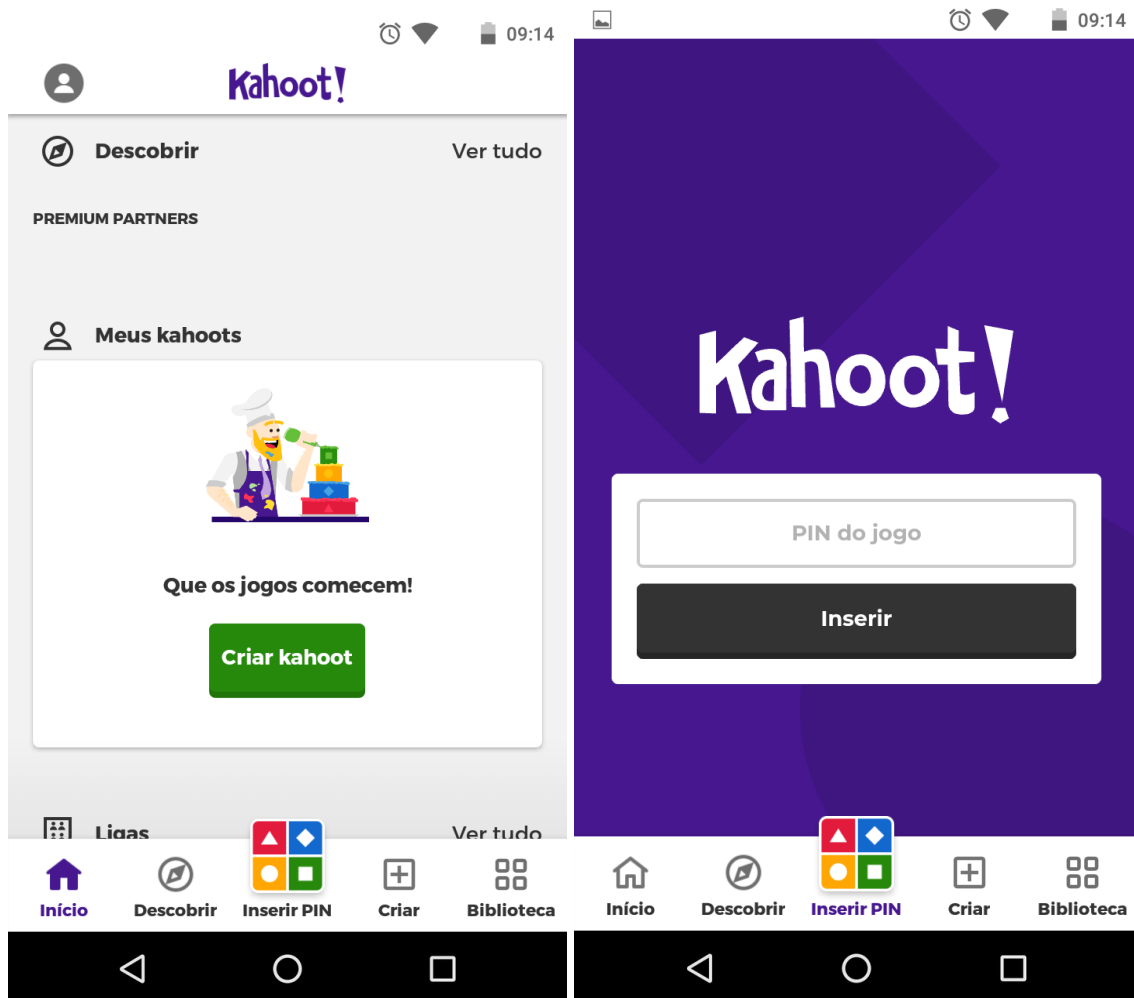 09:14
Kahoot!
Descobrir
Ver tudo
PREMIUM PARTNERS
Meus kahoots
Que os jogos comecem!
Criar kahoot
Ligas
Ver tudo
Início
Descobrir
Inserir PIN
Criar
Biblioteca
09:14
Kahoot!
PIN do jogo
Inserir
Início
Descobrir
Inserir PIN
Criar
Biblioteca